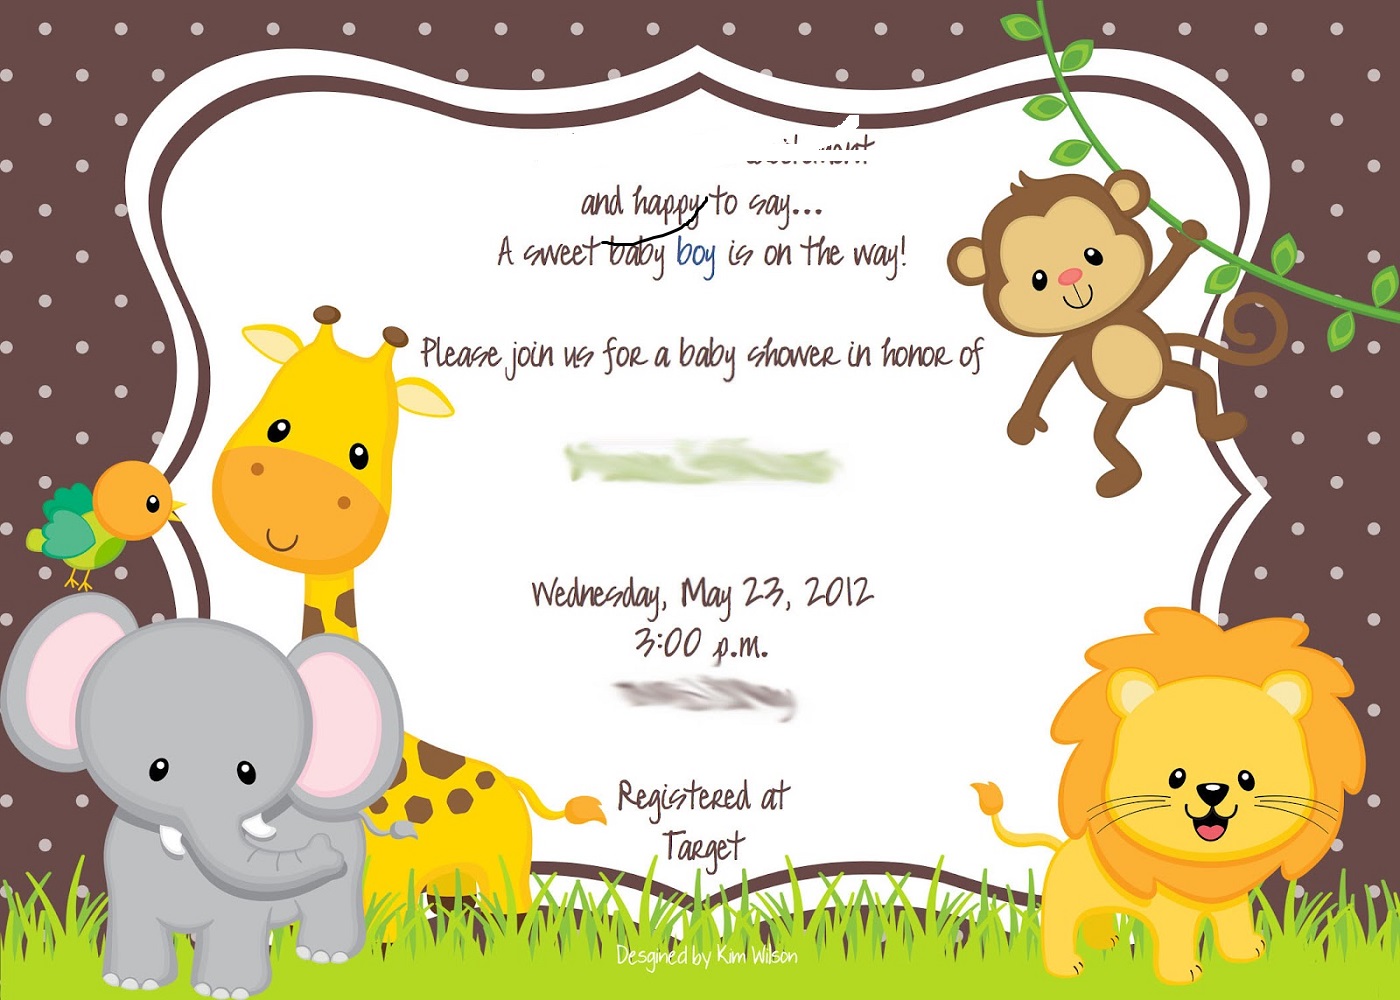 and happy to say...
A sweet baby boy is on the way!
Please join us for a baby shower in honor of
Wednesday, May 23, 2012
3:00 p.m.
Registered at
Target
Desgined by Kim Wilson